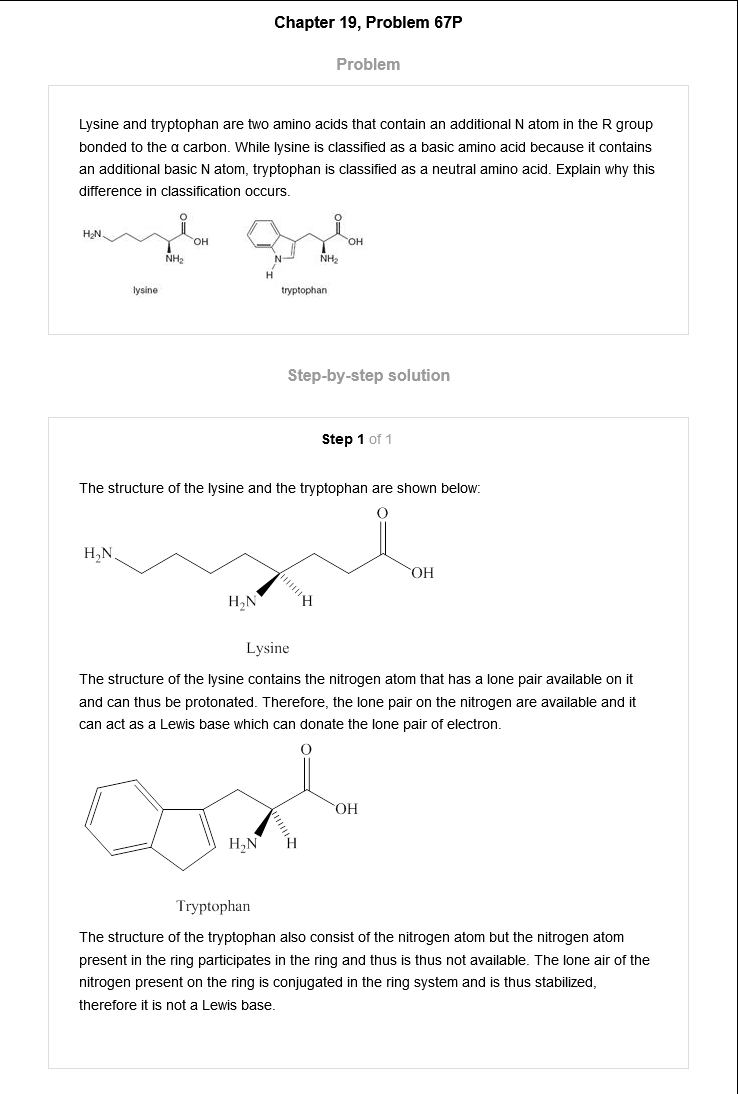 Chapter 19, Problem 67P
Problem
Lysine and tryptophan are two amino acids that contain an additional N atom in the R group
bonded to the α carbon. While lysine is classified as a basic amino acid because it contains
an additional basic N atom, tryptophan is classified as a neutral amino acid. Explain why this
difference in classification occurs.
H₂N
O
OH
NH₂
lysine
O
OH
N
NH₂
H
tryptophan
Step-by-step solution
Step 1 of 1
The structure of the lysine and the tryptophan are shown below:
O
H₂N
OH
H₂N
H
Lysine
The structure of the lysine contains the nitrogen atom that has a lone pair available on it
and can thus be protonated. Therefore, the lone pair on the nitrogen are available and it
can act as a Lewis base which can donate the lone pair of electron.
O
OH
H₂N
H
Tryptophan
The structure of the tryptophan also consist of the nitrogen atom but the nitrogen atom
present in the ring participates in the ring and thus is thus not available. The lone air of the
nitrogen present on the ring is conjugated in the ring system and is thus stabilized,
therefore it is not a Lewis base.